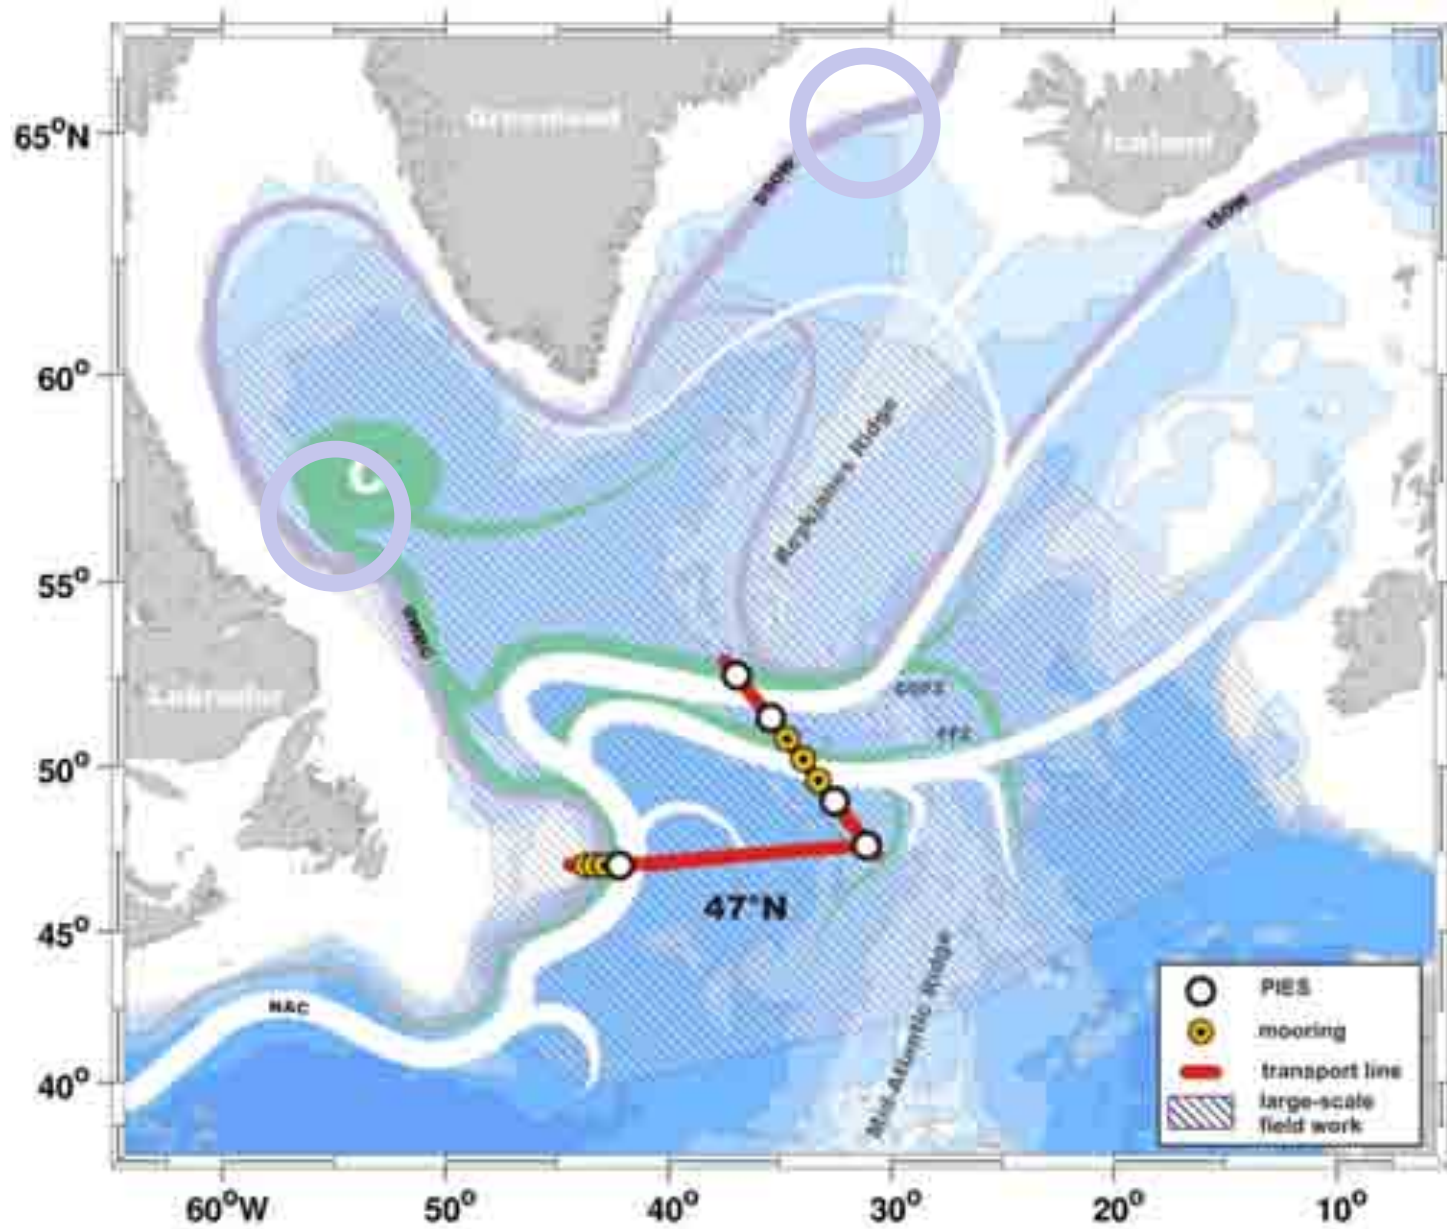 65°N
60°
55°
50°
45°
40°
60°W
50°
40°
30°
20°
10°
Greenland
Iceland
Labrador
DSOW
ISOW
Reykjanes Ridge
DWBC
CGFZ
FFZ
47°N
NAC
Mid-Atlantic Ridge
PIES
mooring
transport line
large-scale
field work